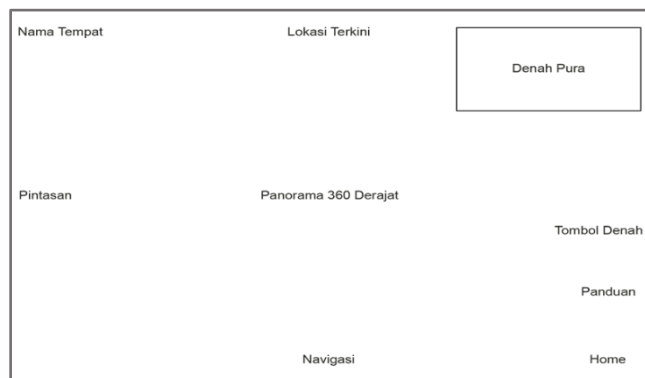 Nama Tempat
Lokasi Terkini
Denah Pura
Pintasan
Panorama 360 Derajat
Tombol Denah
Panduan
Navigasi
Home